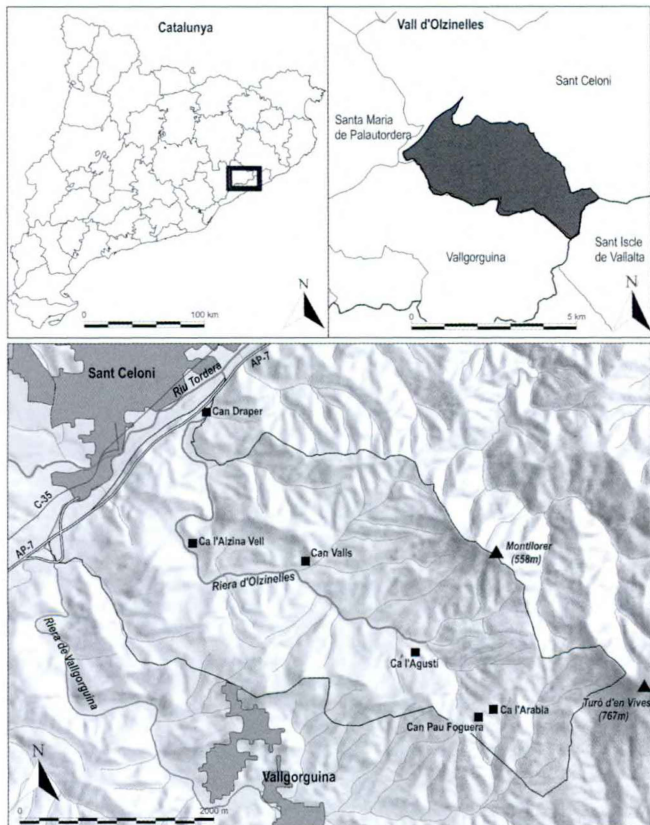 Catalunya
N
0
100 km
Vall d'Olzinelles
Sant Celoni
Santa Maria
de Palautordera
Vallgorguina
Sant Iscle
de Vallalta
N
0
5 km
Sant Celoni
Riu Tordera
AP-7
Can Draper
C-35
AP-7
Ca l'Alzina Vell
Can Valls
Montllorer
(558m)
Riera d'Olzinelles
Riera de Vallgorguina
Ca l'Agustí
Ca l'Arabia
Can Pau Foguera
Turó d'en Vives
(767m)
N
Vallgorguina
0
2000 m